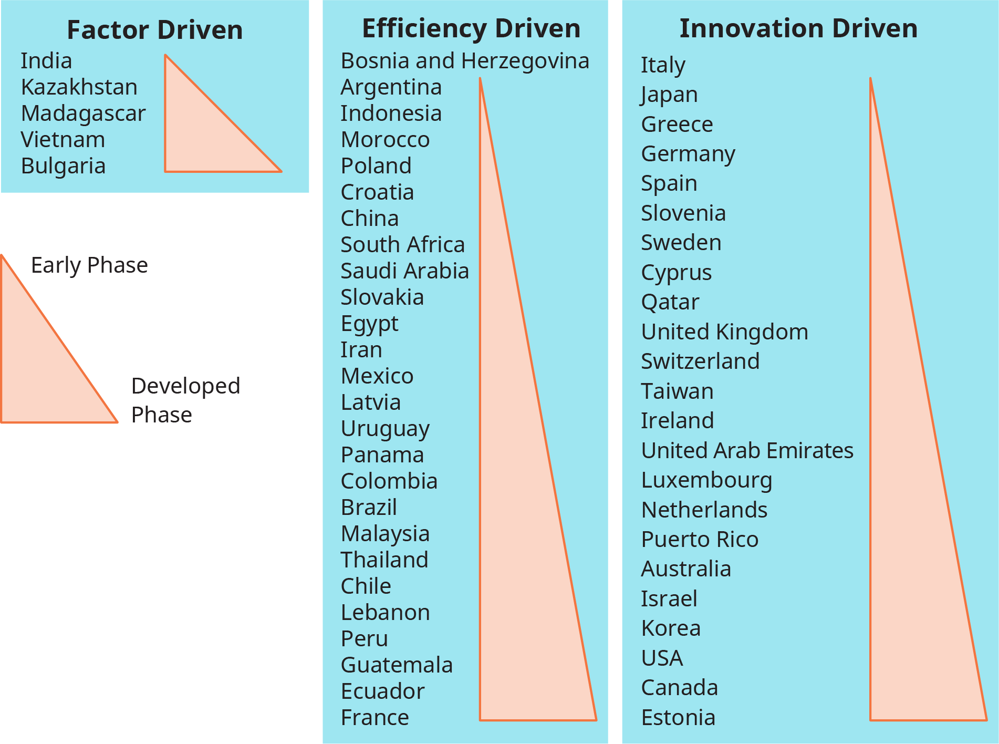 Factor Driven
India
Kazakhstan
Madagascar
Vietnam
Bulgaria
Early Phase
Developed
Phase
Efficiency Driven
Bosnia and Herzegovina
Argentina
Indonesia
Morocco
Poland
Croatia
China
South Africa
Saudi Arabia
Slovakia
Egypt
Iran
Mexico
Latvia
Uruguay
Panama
Colombia
Brazil
Malaysia
Thailand
Chile
Lebanon
Peru
Guatemala
Ecuador
France
Innovation Driven
Italy
Japan
Greece
Germany
Spain
Slovenia
Sweden
Cyprus
Qatar
United Kingdom
Switzerland
Taiwan
Ireland
United Arab Emirates
Luxembourg
Netherlands
Puerto Rico
Australia
Israel
Korea
USA
Canada
Estonia